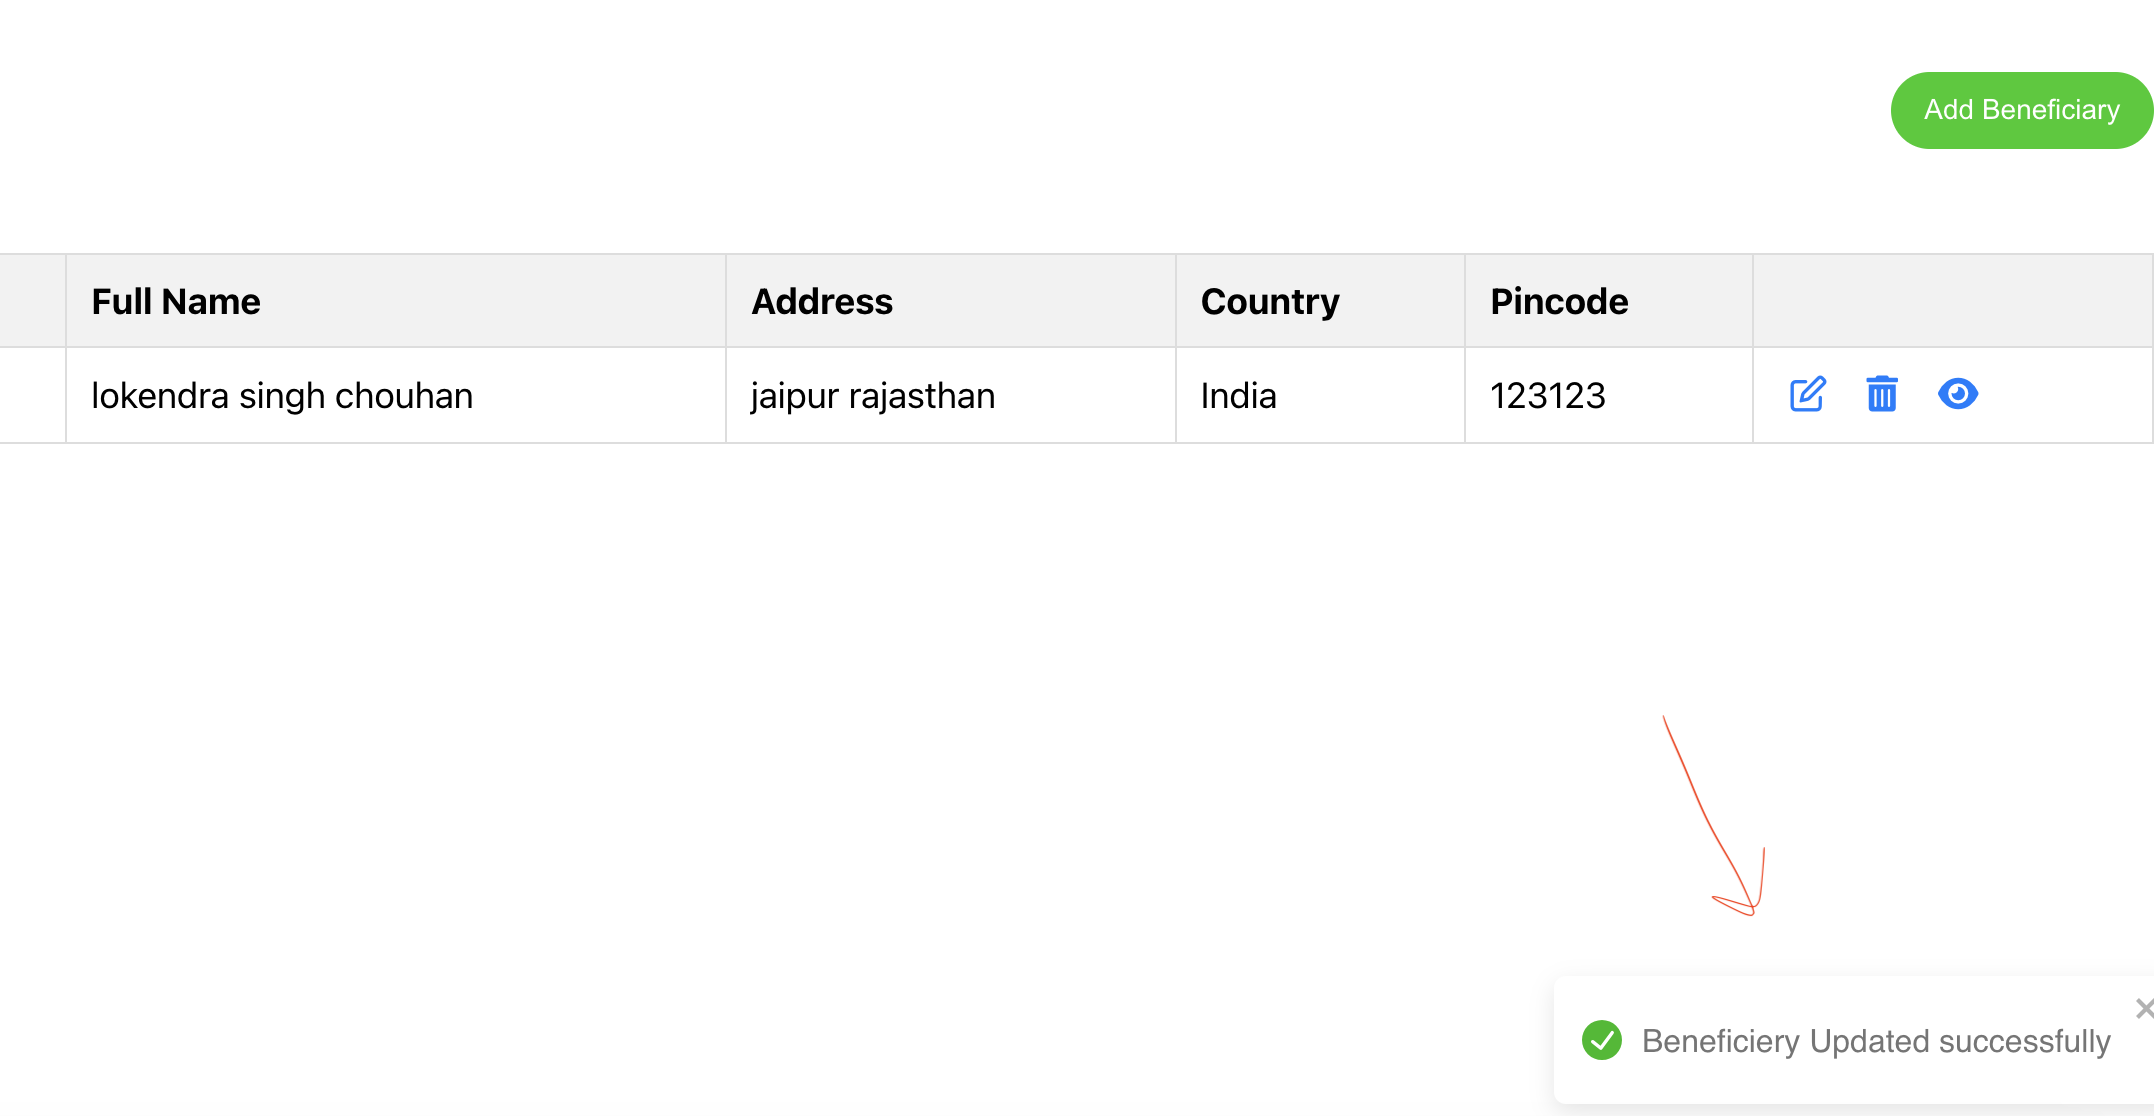 Add Beneficiary
Full Name Address Country Pincode
lokendra singh chouhan jaipur rajasthan India 123123
Beneficiery Updated successfully